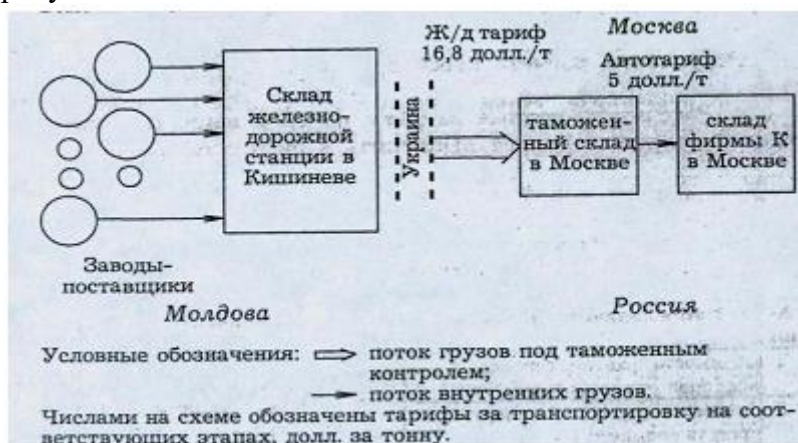 Ж/д тариф
16,8 долл./т
Москва
Автотариф
5 долл./т
Склад
железно-
дорожной
станции в
Кишиневе
Украина
таможен-
ный склад
в Москве
склад
фирмы К
в Москве
Заводы-
поставщики
Молдова
Россия
Условные обозначения:
поток грузов под таможенным
контролем;
поток внутренних грузов.
Числами на схеме обозначены тарифы за транспортировку на соот-
ветствующих этапах, долл. за тонну.